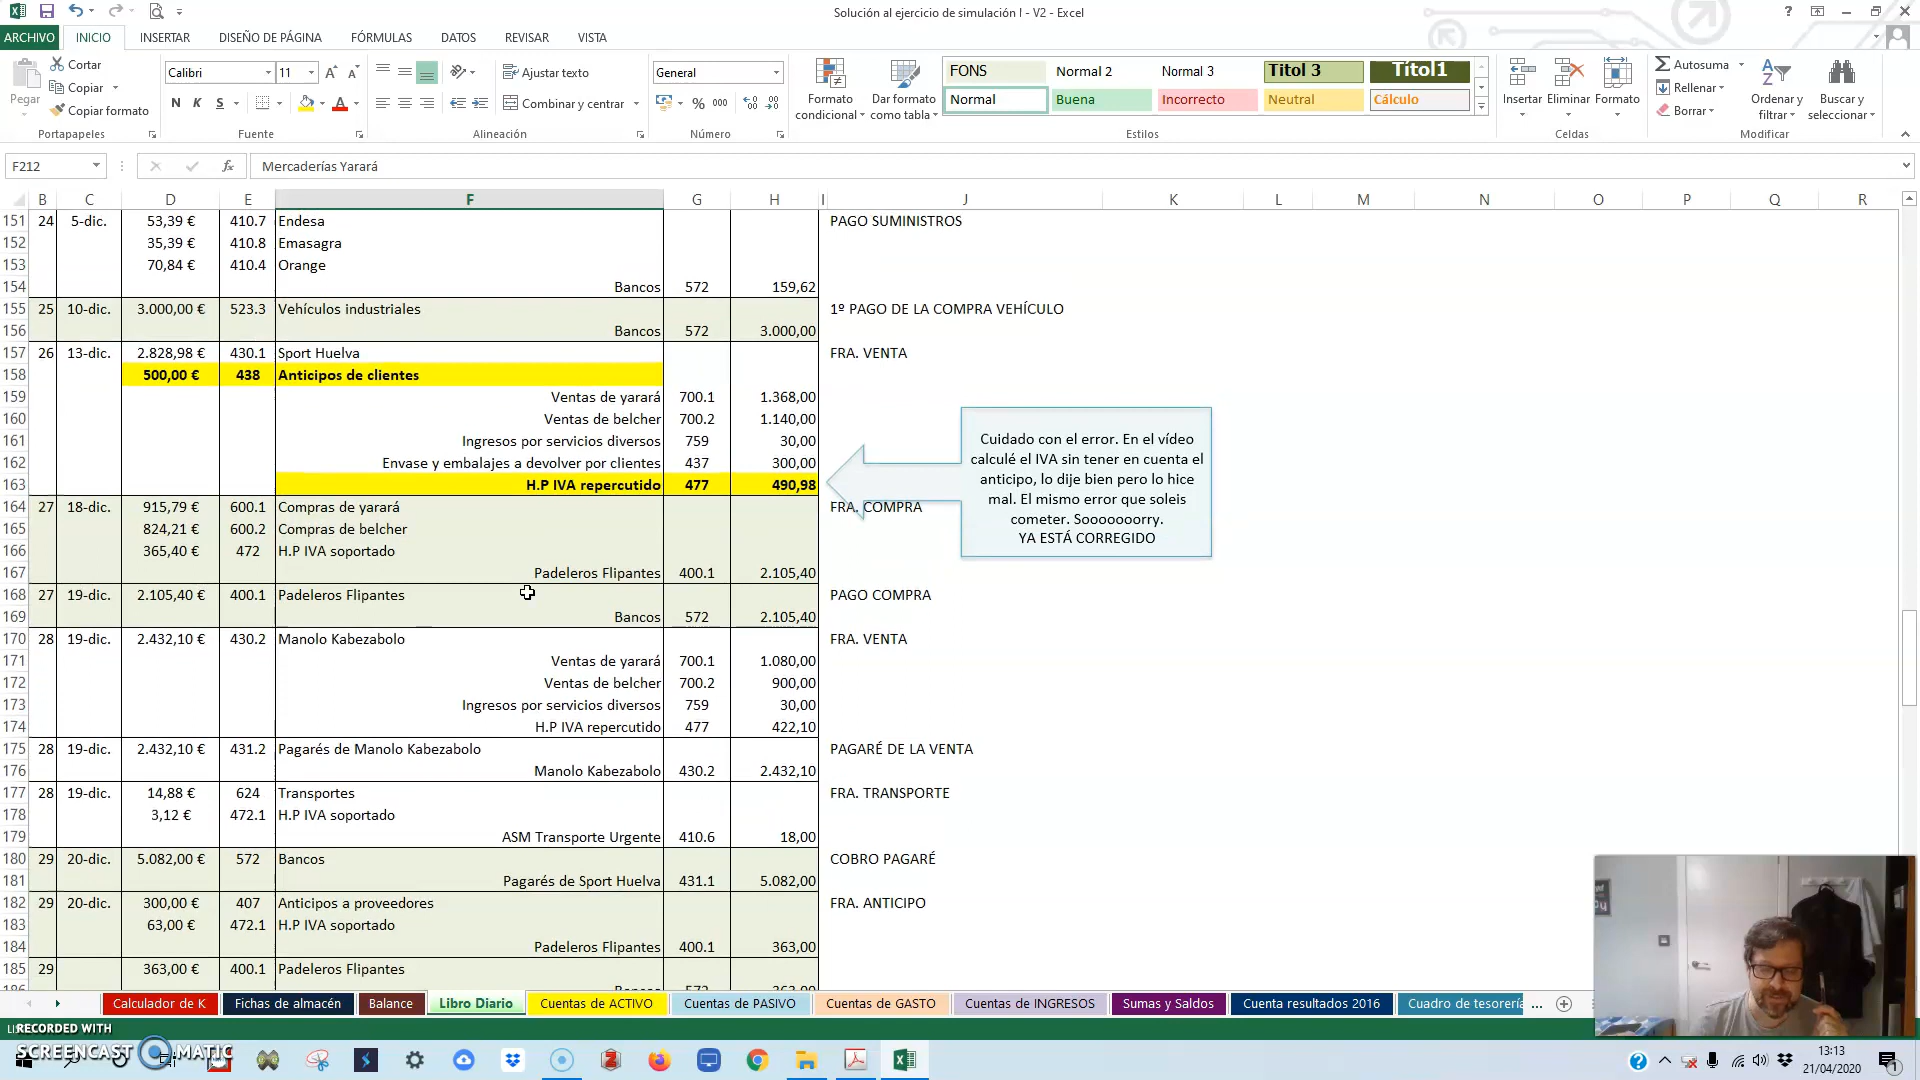 Solución al ejercicio de simulación I - V2 - Excel
ARCHIVO INICIO INSERTAR DISEÑO DE PÁGINA FÓRMULAS DATOS REVISAR VISTA
Pegar
Cortar
Copiar
Copiar formato
Portapapeles
Calibri 11
N K S
Fuente
Ajustar texto
Combinar y centrar
Alineación
General
% 000
Número
Formato condicional
Dar formato como tabla
FONS Normal 2 Normal 3 Titol 3 Títol1
Normal Buena Incorrecto Neutral Cálculo
Estilos
Insertar Eliminar Formato
Celdas
Autosuma
Rellenar
Borrar
Ordenar y filtrar
Buscar y seleccionar
Modificar
F212 fx Mercaderías Yarará
B C D E F G H I J K L M N O P Q R
151 24 5-dic. 53,39 € 410.7 Endesa PAGO SUMINISTROS
152 35,39 € 410.8 Emasagra
153 70,84 € 410.4 Orange
154 Bancos 572 159,62
155 25 10-dic. 3.000,00 € 523.3 Vehículos industriales 1º PAGO DE LA COMPRA VEHÍCULO
156 Bancos 572 3.000,00
157 26 13-dic. 2.828,98 € 430.1 Sport Huelva FRA. VENTA
158 500,00 € 438 Anticipos de clientes
159 Ventas de yarará 700.1 1.368,00
160 Ventas de belcher 700.2 1.140,00
161 Ingresos por servicios diversos 759 30,00
162 Envase y embalajes a devolver por clientes 437 300,00
163 H.P IVA repercutido 477 490,98
Cuidado con el error. En el vídeo
calculé el IVA sin tener en cuenta el
anticipo, lo dije bien pero lo hice
mal. El mismo error que soleis
cometer. Sooooooorry.
YA ESTÁ CORREGIDO
164 27 18-dic. 915,79 € 600.1 Compras de yarará FRA. COMPRA
165 824,21 € 600.2 Compras de belcher
166 365,40 € 472 H.P IVA soportado
167 Padeleros Flipantes 400.1 2.105,40
168 27 19-dic. 2.105,40 € 400.1 Padeleros Flipantes PAGO COMPRA
169 Bancos 572 2.105,40
170 28 19-dic. 2.432,10 € 430.2 Manolo Kabezabolo FRA. VENTA
171 Ventas de yarará 700.1 1.080,00
172 Ventas de belcher 700.2 900,00
173 Ingresos por servicios diversos 759 30,00
174 H.P IVA repercutido 477 422,10
175 28 19-dic. 2.432,10 € 431.2 Pagarés de Manolo Kabezabolo PAGARÉ DE LA VENTA
176 Manolo Kabezabolo 430.2 2.432,10
177 28 19-dic. 14,88 € 624 Transportes FRA. TRANSPORTE
178 3,12 € 472.1 H.P IVA soportado
179 ASM Transporte Urgente 410.6 18,00
180 29 20-dic. 5.082,00 € 572 Bancos COBRO PAGARÉ
181 Pagarés de Sport Huelva 431.1 5.082,00
182 29 20-dic. 300,00 € 407 Anticipos a proveedores FRA. ANTICIPO
183 63,00 € 472.1 H.P IVA soportado
184 Padeleros Flipantes 400.1 363,00
185 29 363,00 € 400.1 Padeleros Flipantes
Calculador de K Fichas de almacén Balance Libro Diario Cuentas de ACTIVO Cuentas de PASIVO Cuentas de GASTO Cuentas de INGRESOS Sumas y Saldos Cuenta resultados 2016 Cuadro de tesorería ...
RECORDED WITH
SCREENCAST MATIC
13:13
21/04/2020